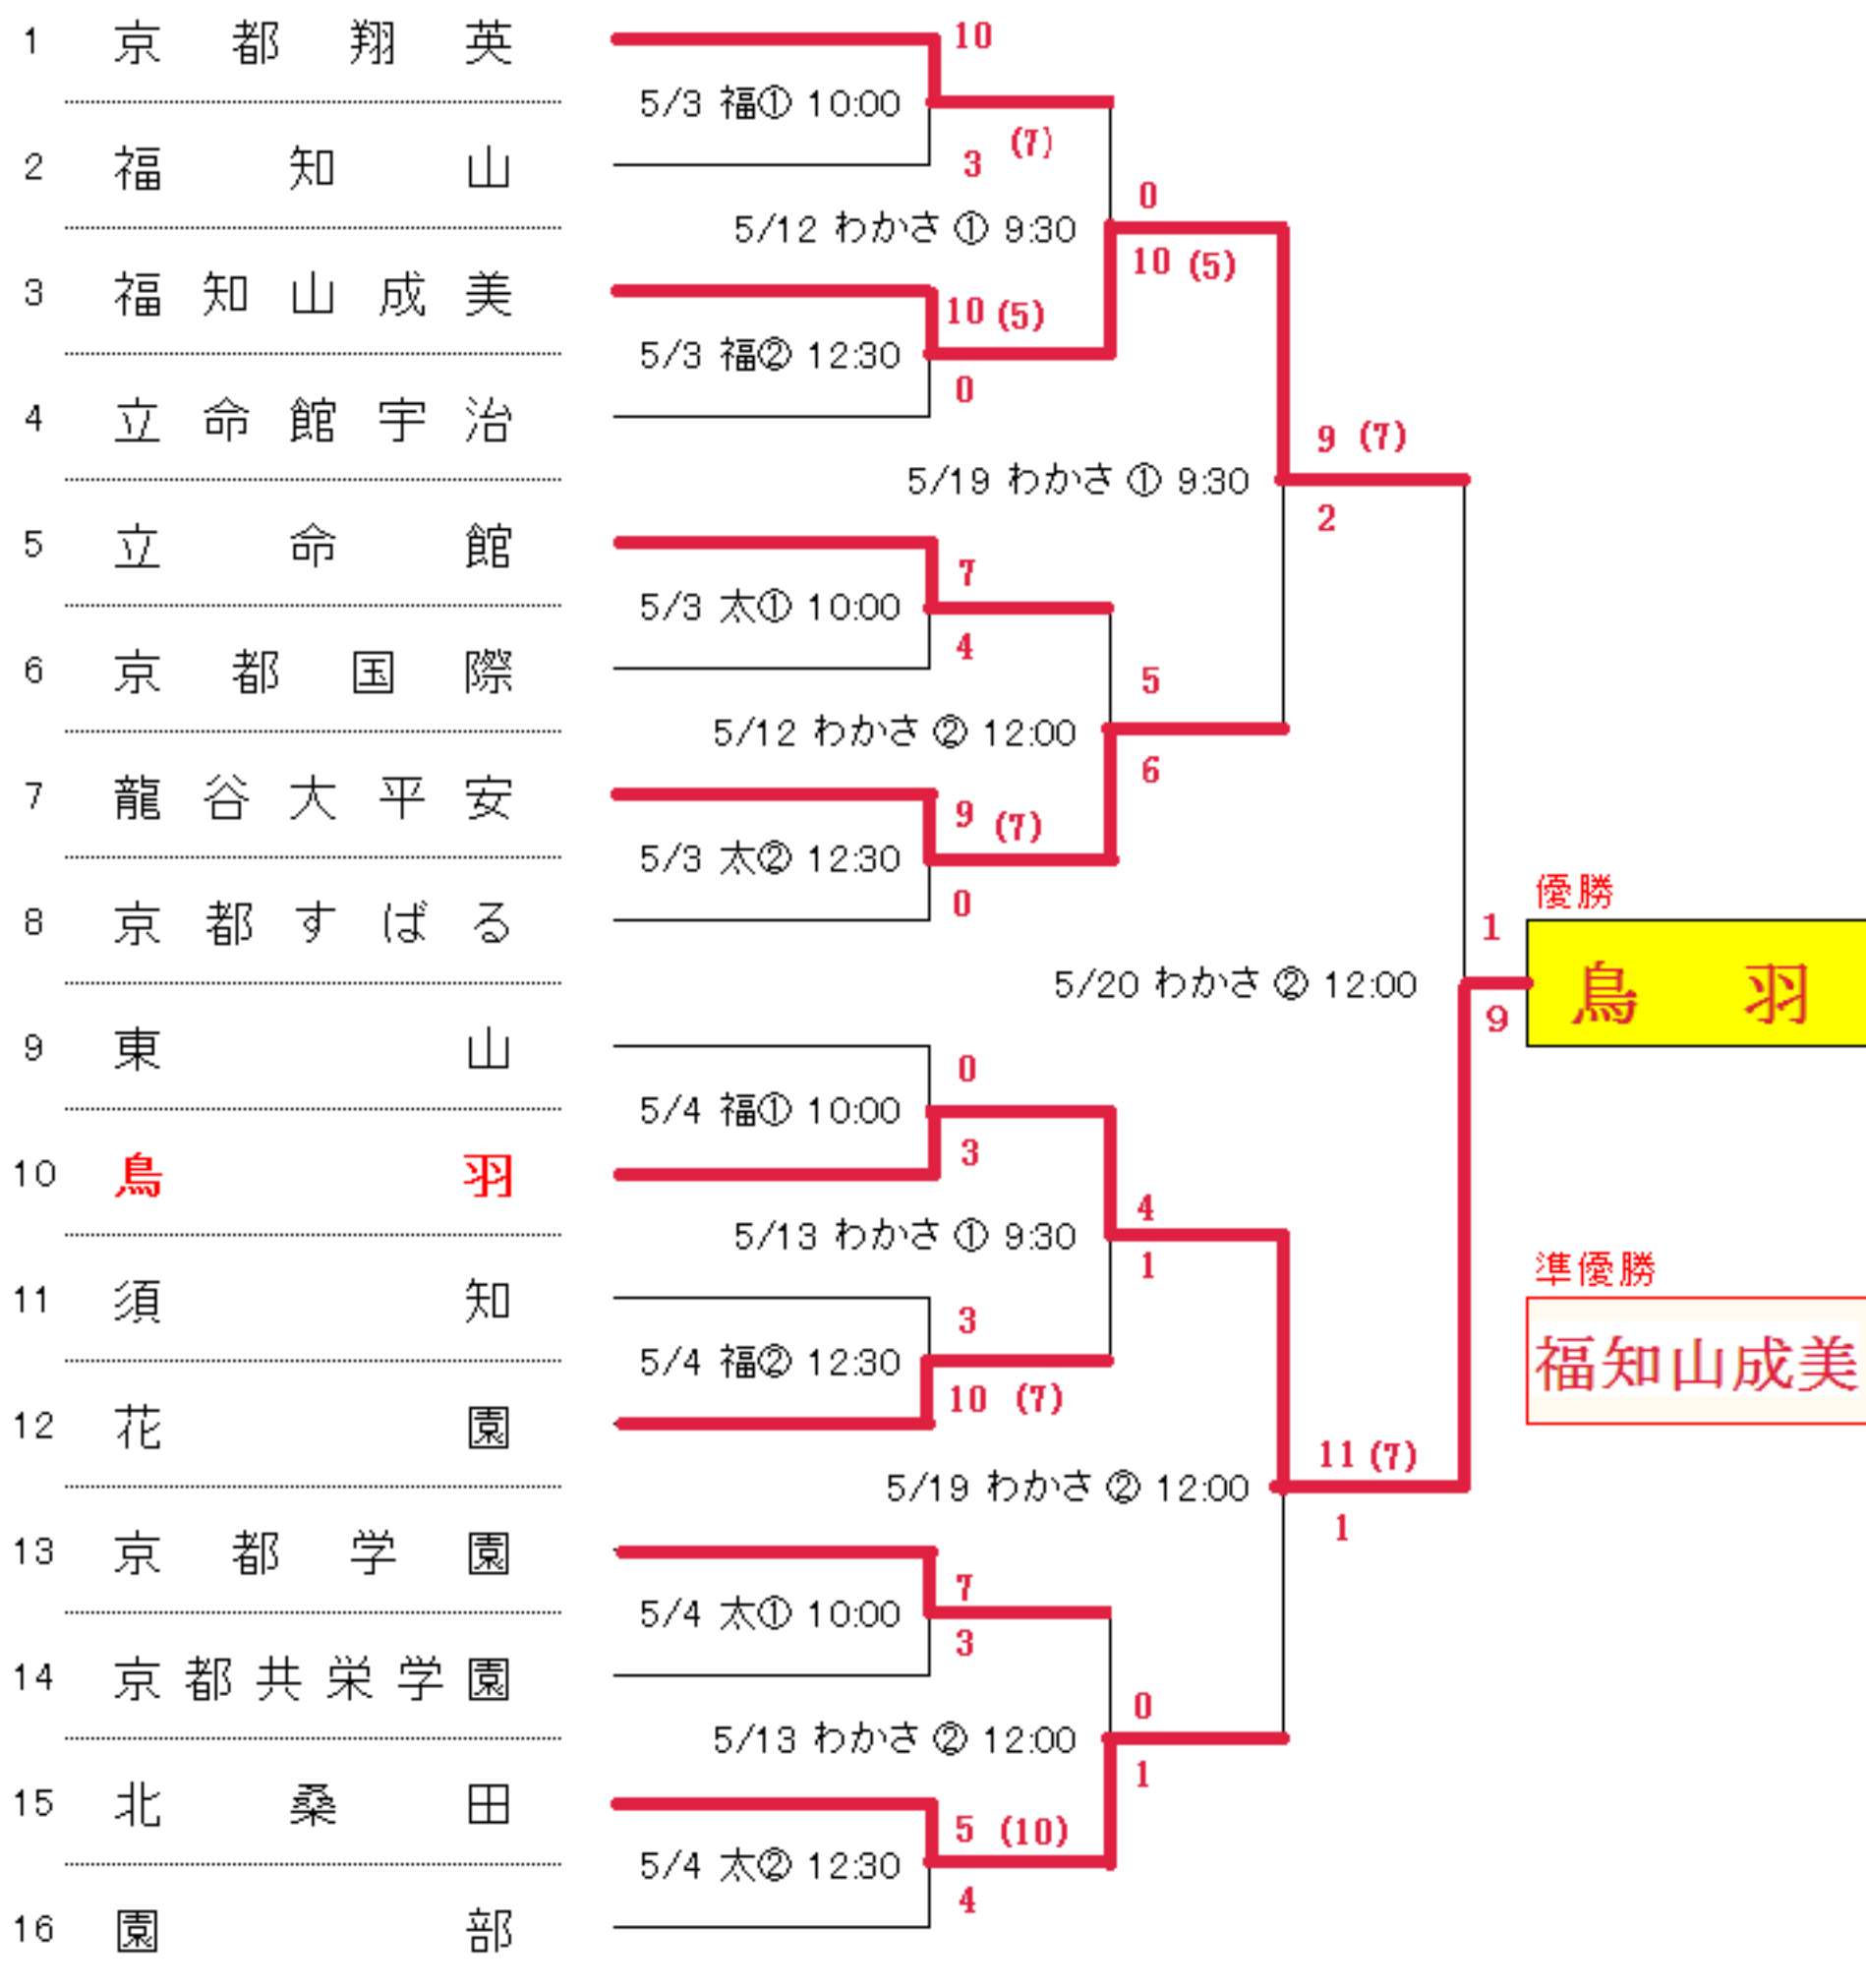 1 京都翔英
10
5/3 福① 10:00
(7)
2 福知山
3
0
5/12 わかさ ① 9:30
10 (5)
3 福知山成美
10 (5)
5/3 福② 12:30
0
4 立命館宇治
9 (7)
5/19 わかさ ① 9:30
2
5 立命館
7
5/3 太① 10:00
4
6 京都国際
5
5/12 わかさ ② 12:00
6
7 龍谷大平安
9 (7)
5/3 太② 12:30
0
8 京都すばる
優勝
1
5/20 わかさ ② 12:00
鳥羽
9
9 東山
0
5/4 福① 10:00
3
10 鳥羽
4
5/13 わかさ ① 9:30
1
準優勝
11 須知
3
福知山成美
5/4 福② 12:30
10 (7)
12 花園
11 (7)
5/19 わかさ ② 12:00
1
13 京都学園
7
5/4 太① 10:00
3
14 京都共栄学園
0
5/13 わかさ ② 12:00
1
15 北桑田
5 (10)
5/4 太② 12:30
4
16 園部